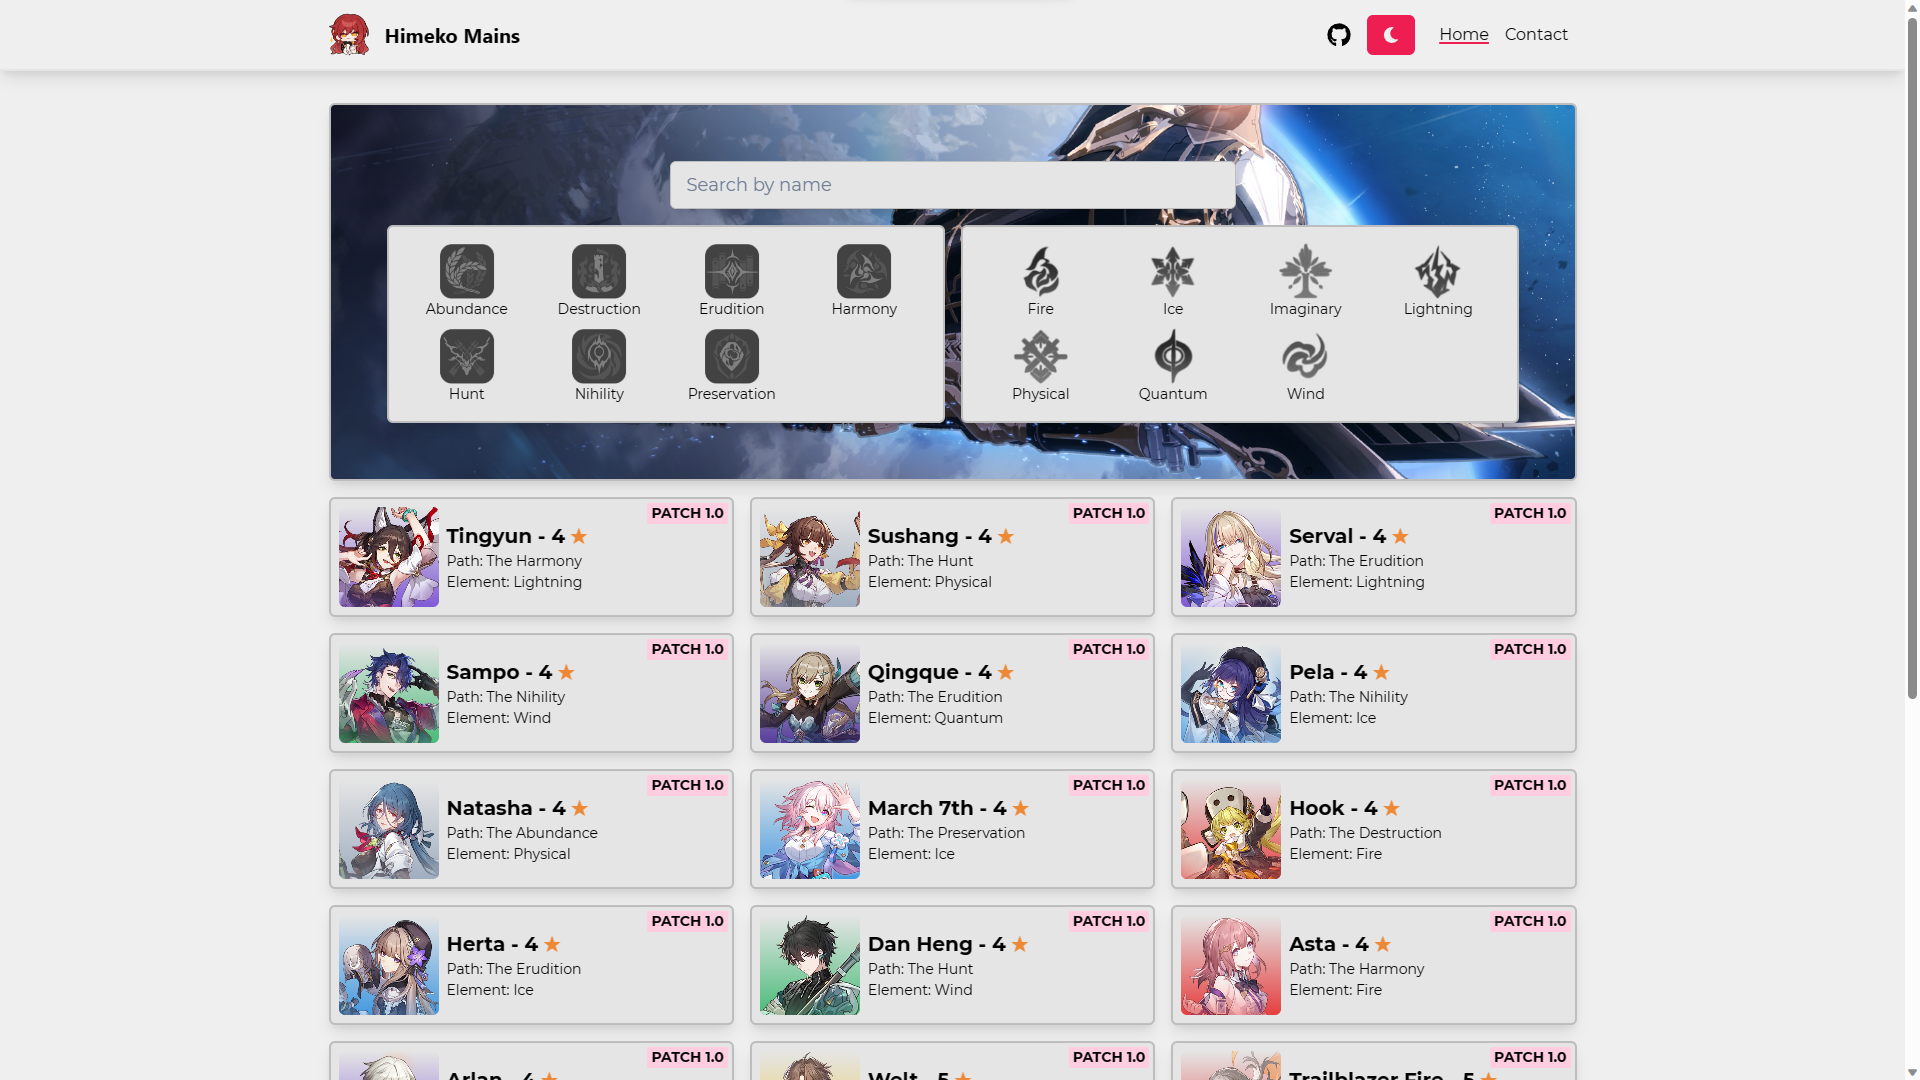 Himeko Mains
Home
Contact
Search by name
Abundance
Destruction
Erudition
Harmony
Hunt
Nihility
Preservation
Fire
Ice
Imaginary
Lightning
Physical
Quantum
Wind
PATCH 1.0
Tingyun - 4 ★
Path: The Harmony
Element: Lightning
PATCH 1.0
Sushang - 4 ★
Path: The Hunt
Element: Physical
PATCH 1.0
Serval - 4 ★
Path: The Erudition
Element: Lightning
PATCH 1.0
Sampo - 4 ★
Path: The Nihility
Element: Wind
PATCH 1.0
Qingque - 4 ★
Path: The Erudition
Element: Quantum
PATCH 1.0
Pela - 4 ★
Path: The Nihility
Element: Ice
PATCH 1.0
Natasha - 4 ★
Path: The Abundance
Element: Physical
PATCH 1.0
March 7th - 4 ★
Path: The Preservation
Element: Ice
PATCH 1.0
Hook - 4 ★
Path: The Destruction
Element: Fire
PATCH 1.0
Herta - 4 ★
Path: The Erudition
Element: Ice
PATCH 1.0
Dan Heng - 4 ★
Path: The Hunt
Element: Wind
PATCH 1.0
Asta - 4 ★
Path: The Harmony
Element: Fire
PATCH 1.0
Arlan - 4 ★
PATCH 1.0
Welt - 5 ★
PATCH 1.0
Trailblazer Fire - 5 ★